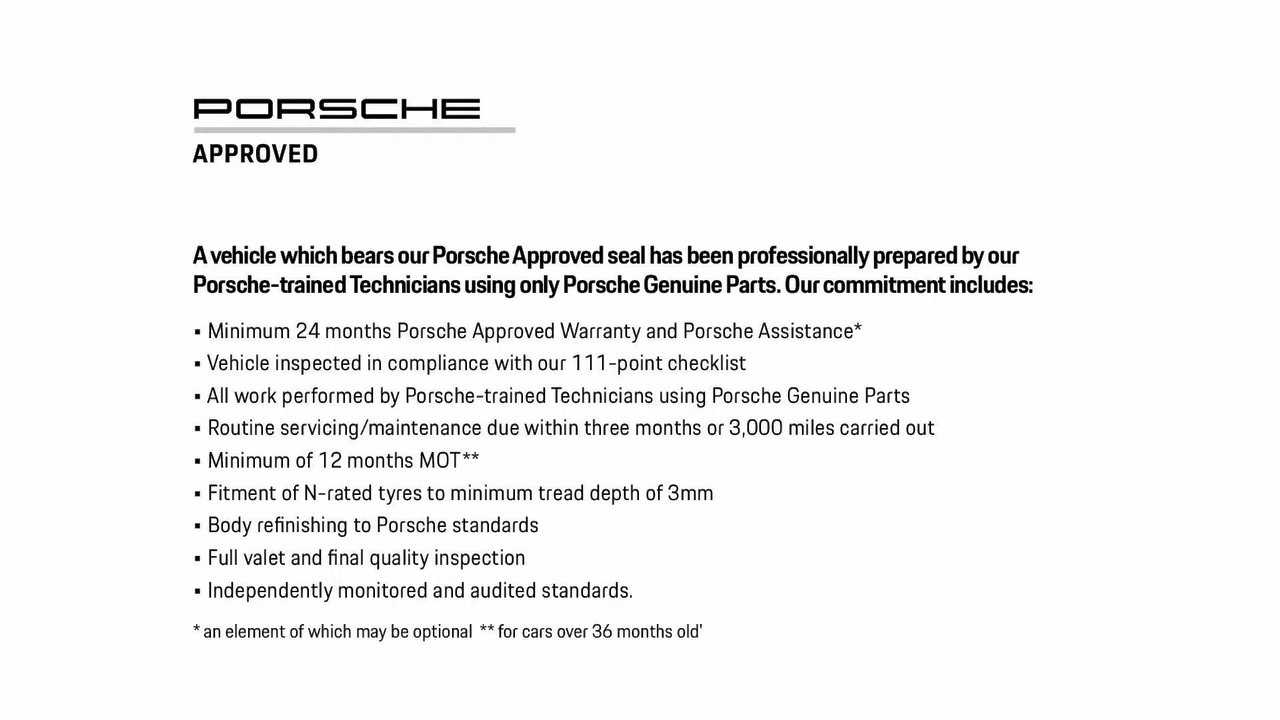 PORSCHE
APPROVED
A vehicle which bears our Porsche Approved seal has been professionally prepared by our
Porsche-trained Technicians using only Porsche Genuine Parts. Our commitment includes:
▪ Minimum 24 months Porsche Approved Warranty and Porsche Assistance*
▪ Vehicle inspected in compliance with our 111-point checklist
▪ All work performed by Porsche-trained Technicians using Porsche Genuine Parts
▪ Routine servicing/maintenance due within three months or 3,000 miles carried out
▪ Minimum of 12 months MOT**
▪ Fitment of N-rated tyres to minimum tread depth of 3mm
▪ Body refinishing to Porsche standards
▪ Full valet and final quality inspection
▪ Independently monitored and audited standards.
* an element of which may be optional ** for cars over 36 months old'